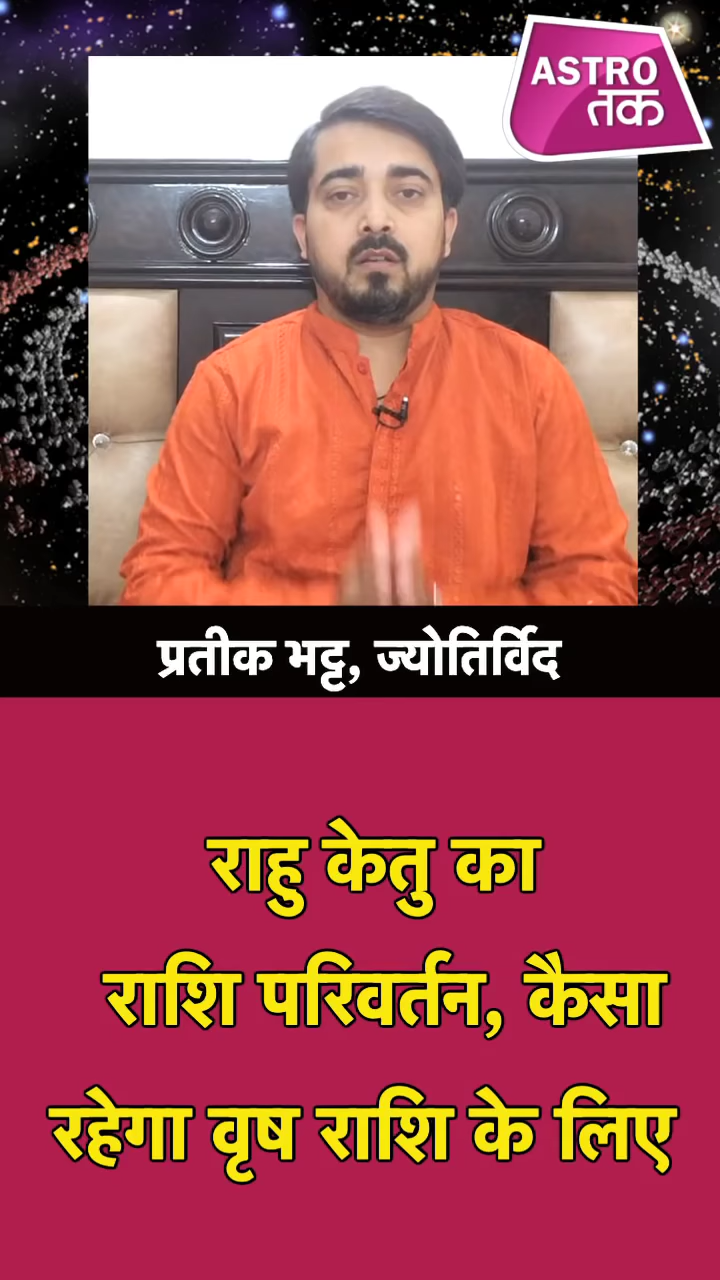 ASTRO
तक
प्रतीक भट्ट, ज्योतिर्विद
राहु केतु का
राशि परिवर्तन, कैसा
रहेगा वृष राशि के लिए